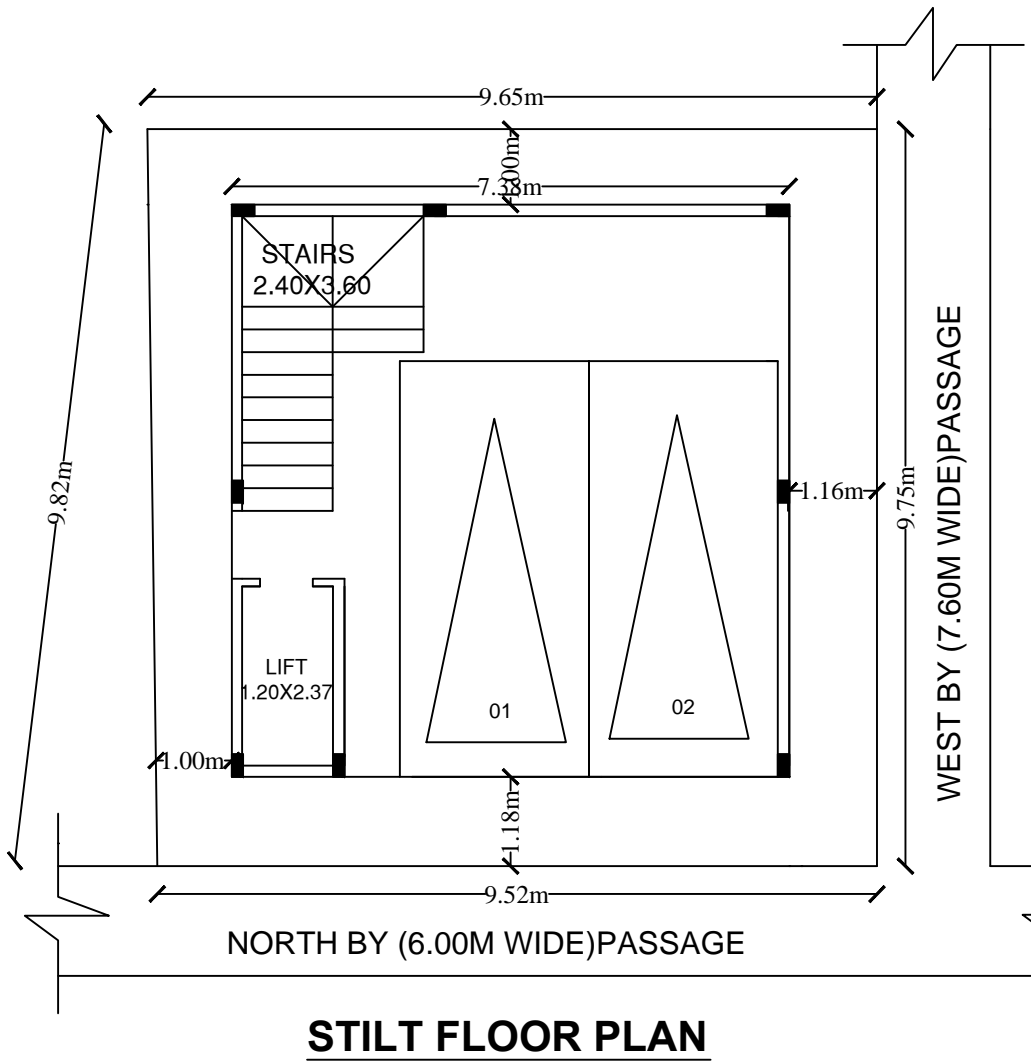 9.65m
1.00m
7.38m
STAIRS
2.40X3.60
9.82m
1.16m
9.75m
WEST BY (7.60M WIDE)PASSAGE
LIFT
1.20X2.37
01
02
1.00m
1.18m
9.52m
NORTH BY (6.00M WIDE)PASSAGE
STILT FLOOR PLAN